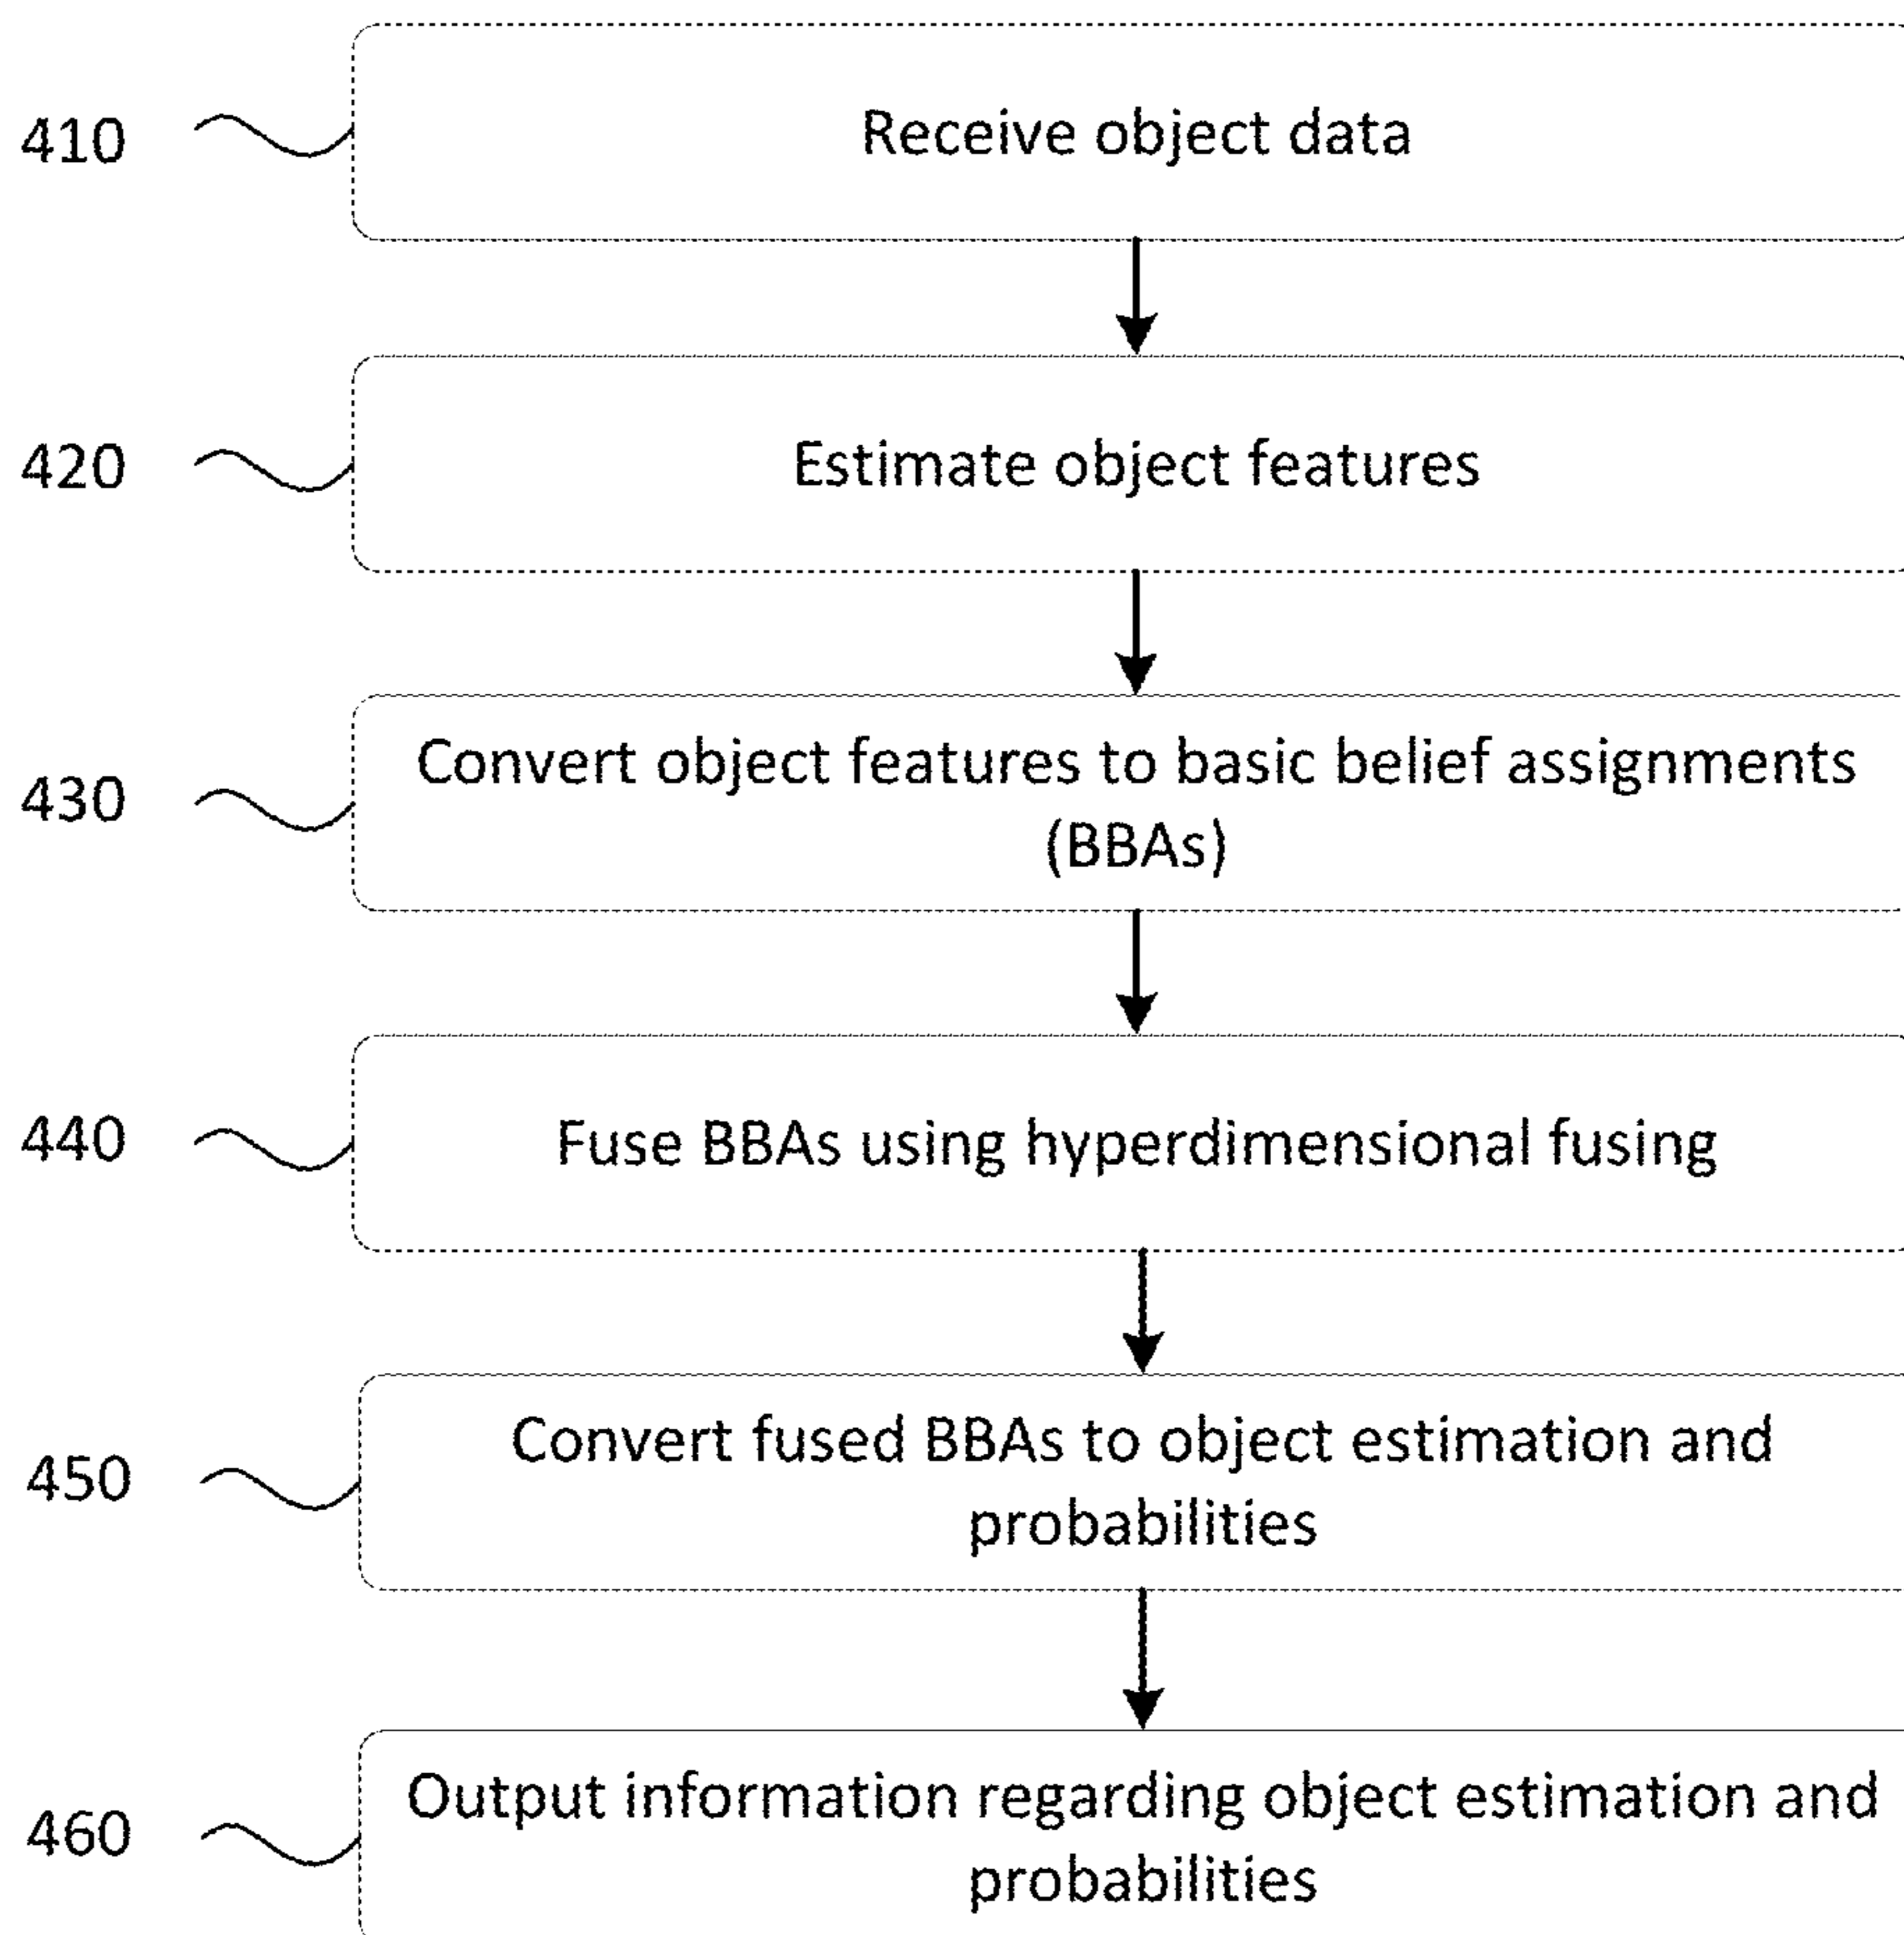 410
Receive object data
420
Estimate object features
430
Convert object features to basic belief assignments
(BBAs)
440
Fuse BBAs using hyperdimensional fusing
450
Convert fused BBAs to object estimation and
probabilities
460
Output information regarding object estimation and
probabilities